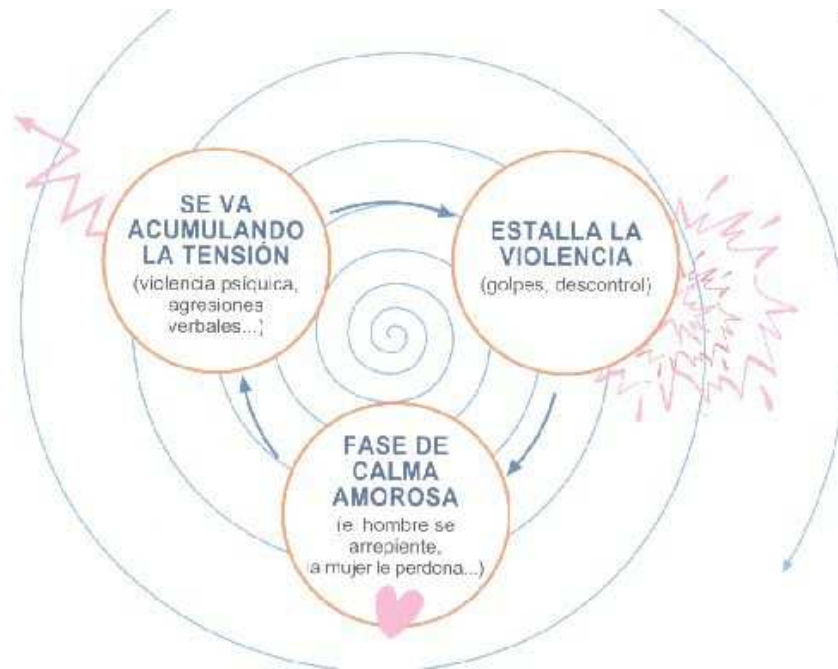 SE VA
ACUMULANDO
LA TENSIÓN
(violencia psíquica,
agresiones
verbales...)
ESTALLA LA
VIOLENCIA
(golpes, descontrol)
FASE DE
CALMA
AMOROSA
(e hombre se
arrepiente,
a mujer le perdona...)